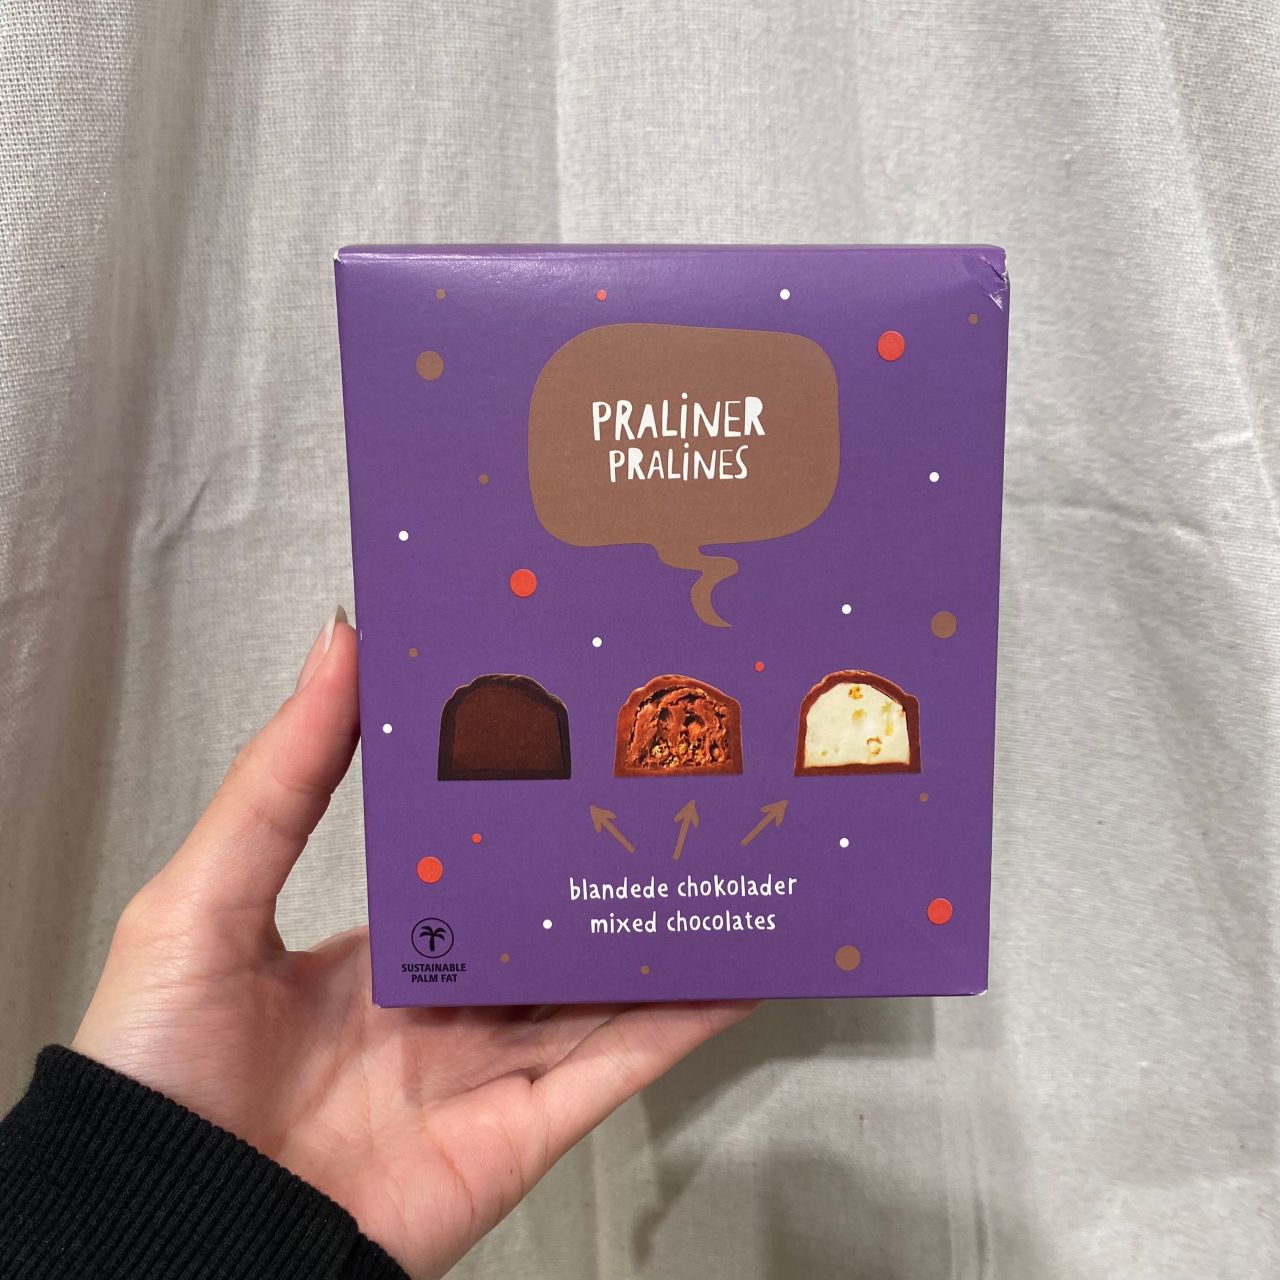 PRALiNER
PRALiNES
blandede chokolader
mixed chocolates
SUSTAINABLE
PALM FAT